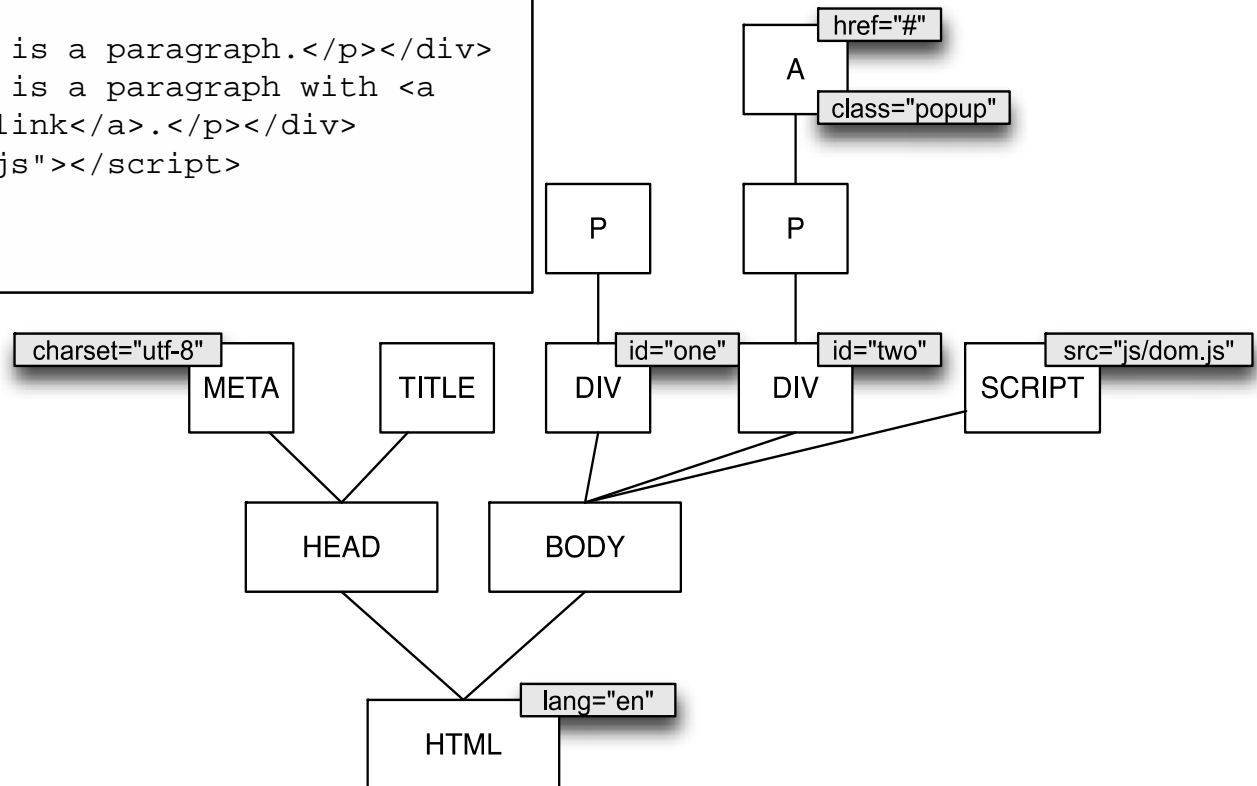 is a paragraph.</p></div>
is a paragraph with <a
link</a>.</p></div>
js"></script>
href="#"
A
class="popup"
P
P
charset="utf-8"
id="one"
id="two"
src="js/dom.js"
META
TITLE
DIV
DIV
SCRIPT
HEAD
BODY
lang="en"
HTML